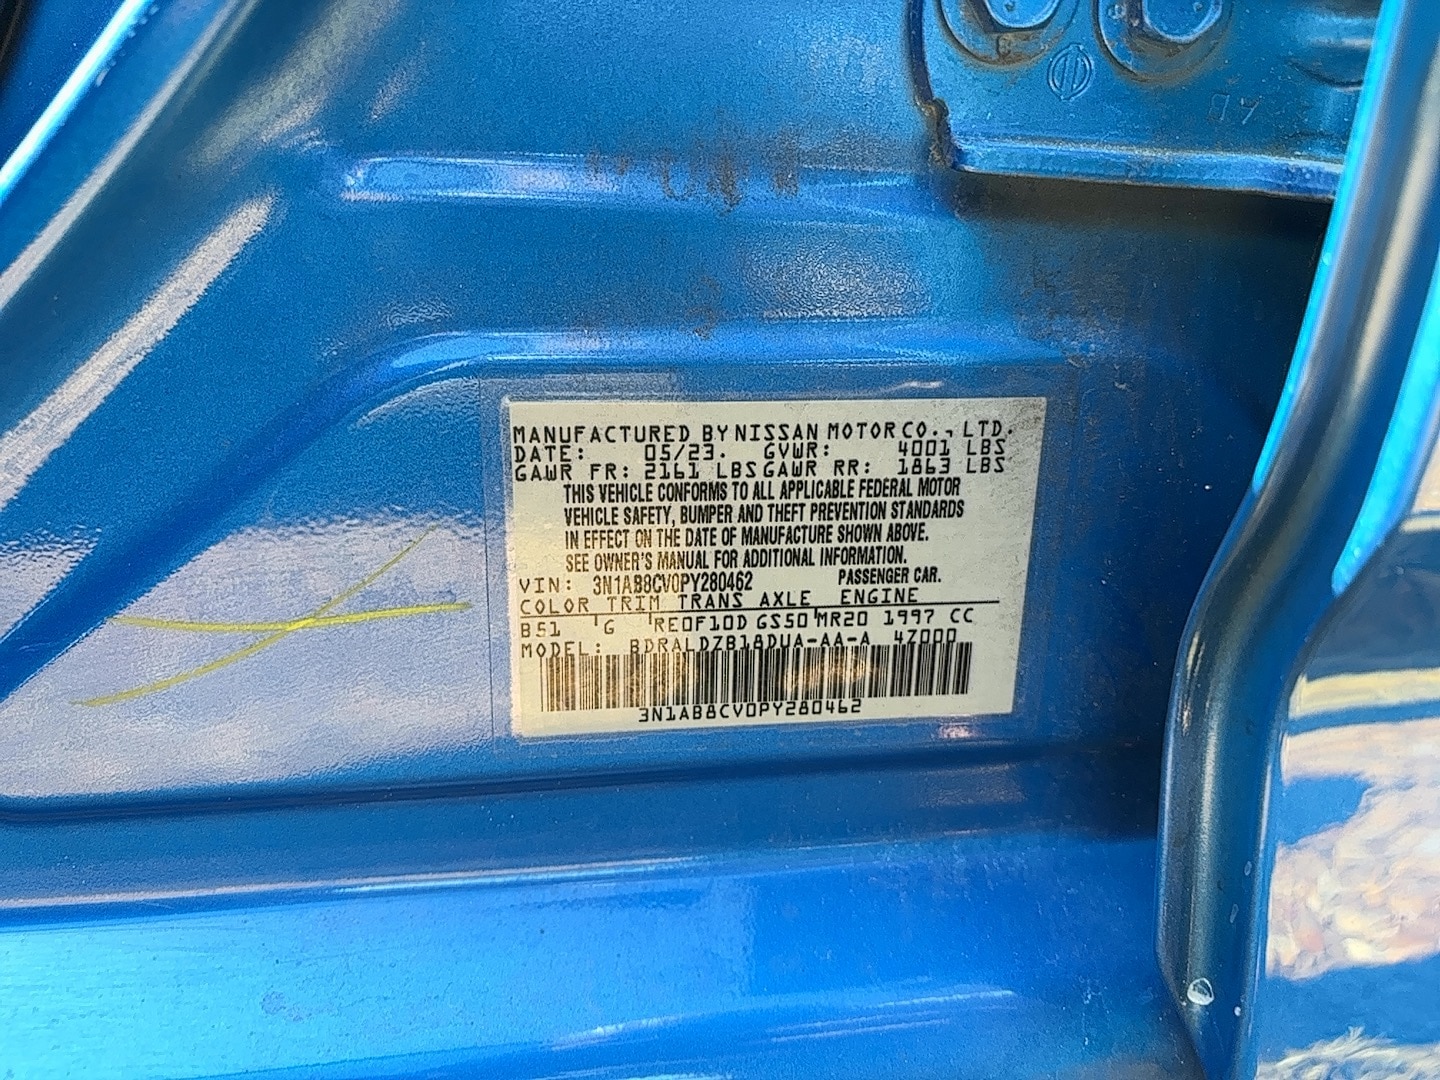 MANUFACTURED BY NISSAN MOTOR CO., LTD.
DATE: 05/23. GVWR: 4001 LBS
GAWR FR: 2161 LBS GAWR RR: 1863 LBS
THIS VEHICLE CONFORMS TO ALL APPLICABLE FEDERAL MOTOR
VEHICLE SAFETY, BUMPER AND THEFT PREVENTION STANDARDS
IN EFFECT ON THE DATE OF MANUFACTURE SHOWN ABOVE.
SEE OWNER'S MANUAL FOR ADDITIONAL INFORMATION.
VIN: 3N1AB8CV0PY280462 PASSENGER CAR.
COLOR TRIM TRANS AXLE ENGINE
B51 G RE0F10D GS50 MR20 1997 CC
MODEL: BDRALDZB18DUA-AA-A 4Z000
3N1AB8CV0PY280462